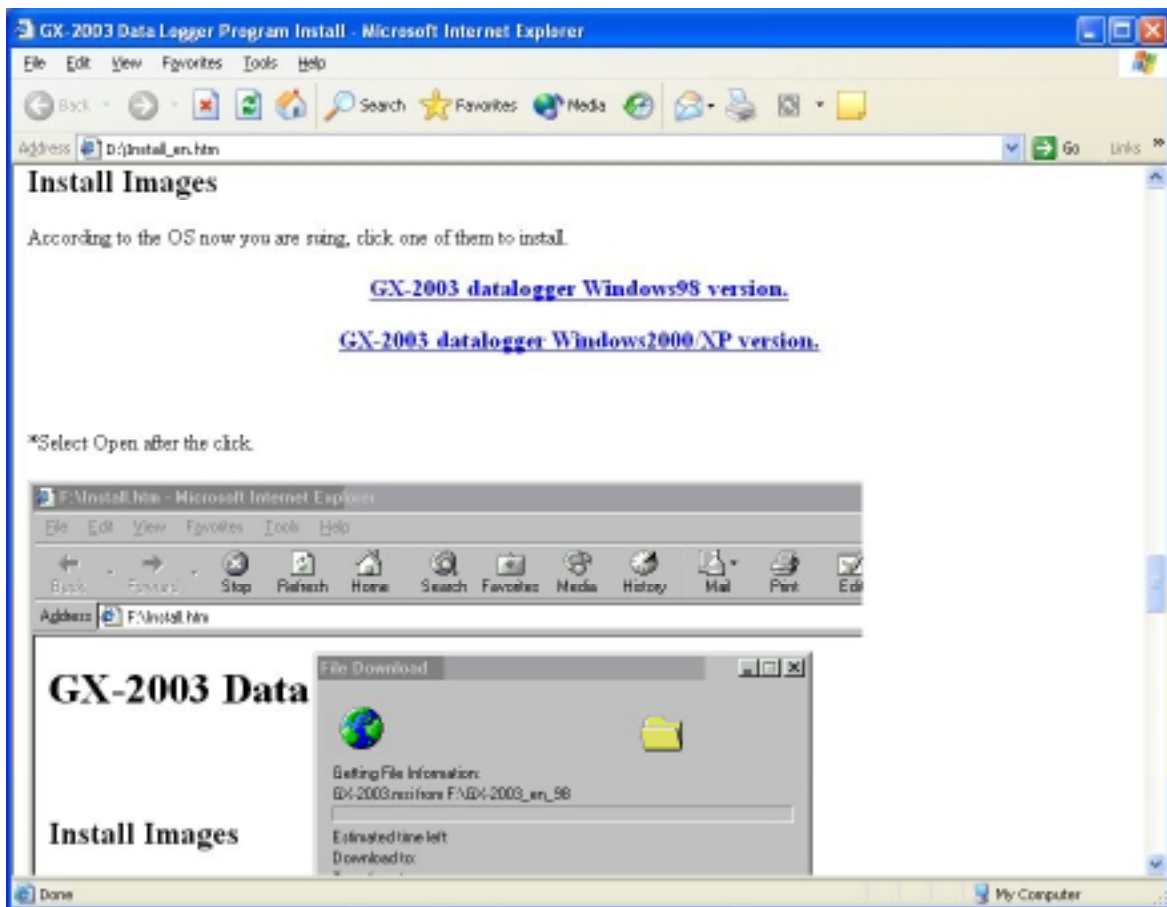 GX-2003 Data Logger Program Install - Microsoft Internet Explorer
File Edit View Favorites Tools Help
Back Search Favorites Media
Address D:\Install_en.htm Go Links »
Install Images
According to the OS now you are suing, click one of them to install.
GX-2003 datalogger Windows98 version.
GX-2003 datalogger Windows2000/XP version.
*Select Open after the click.
F:\Install.htm - Microsoft Internet Explorer
File Edit View Favorites Tools Help
Back Forward Stop Refresh Home Search Favorites Media History Mail Print Edi
Address F:\Install.htm
GX-2003 Data
File Download
Getting File Information:
GX-2003.msi from F:\GX-2003_en_98
Install Images
Estimated time left
Download to:
Done My Computer